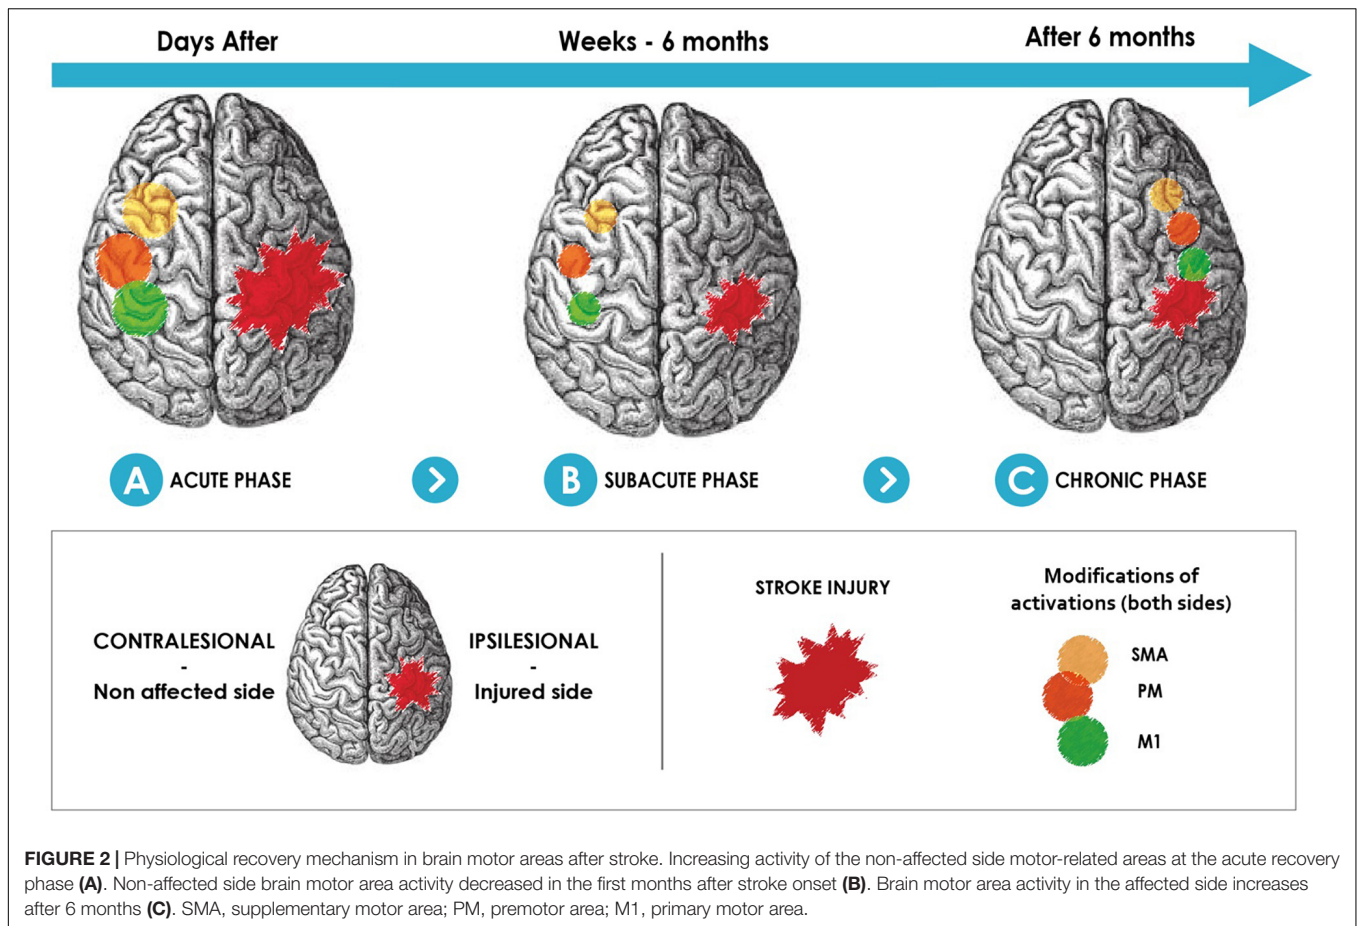 Days After
Weeks - 6 months
After 6 months
A ACUTE PHASE
B SUBACUTE PHASE
C CHRONIC PHASE
CONTRALESIONAL
-
Non affected side
IPSILESIONAL
-
Injured side
STROKE INJURY
Modifications of
activations (both sides)
SMA
PM
M1
FIGURE 2 | Physiological recovery mechanism in brain motor areas after stroke. Increasing activity of the non-affected side motor-related areas at the acute recovery
phase (A). Non-affected side brain motor area activity decreased in the first months after stroke onset (B). Brain motor area activity in the affected side increases
after 6 months (C). SMA, supplementary motor area; PM, premotor area; M1, primary motor area.